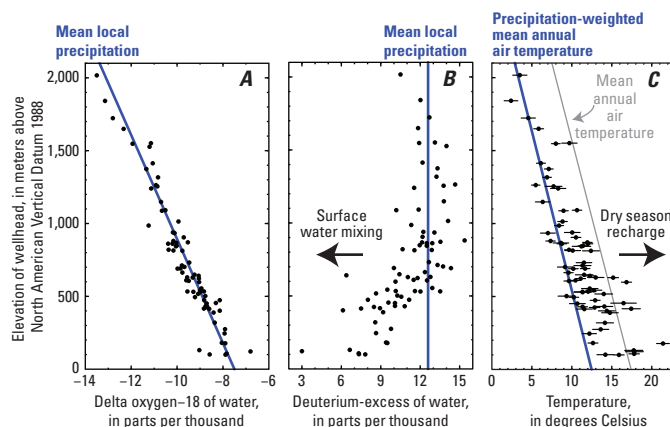 Mean local
precipitation
Mean local
precipitation
Precipitation-weighted
mean annual
air temperature
A
B
C
Elevation of wellhead, in meters above
North American Vertical Datum 1988
2,000
1,500
1,000
500
0
Surface
water mixing
Mean
annual
air
temperature
Dry season
recharge
−14 −12 −10 −8 −6
3 6 9 12 15
0 5 10 15 20
Delta oxygen–18 of water,
in parts per thousand
Deuterium-excess of water,
in parts per thousand
Temperature,
in degrees Celsius